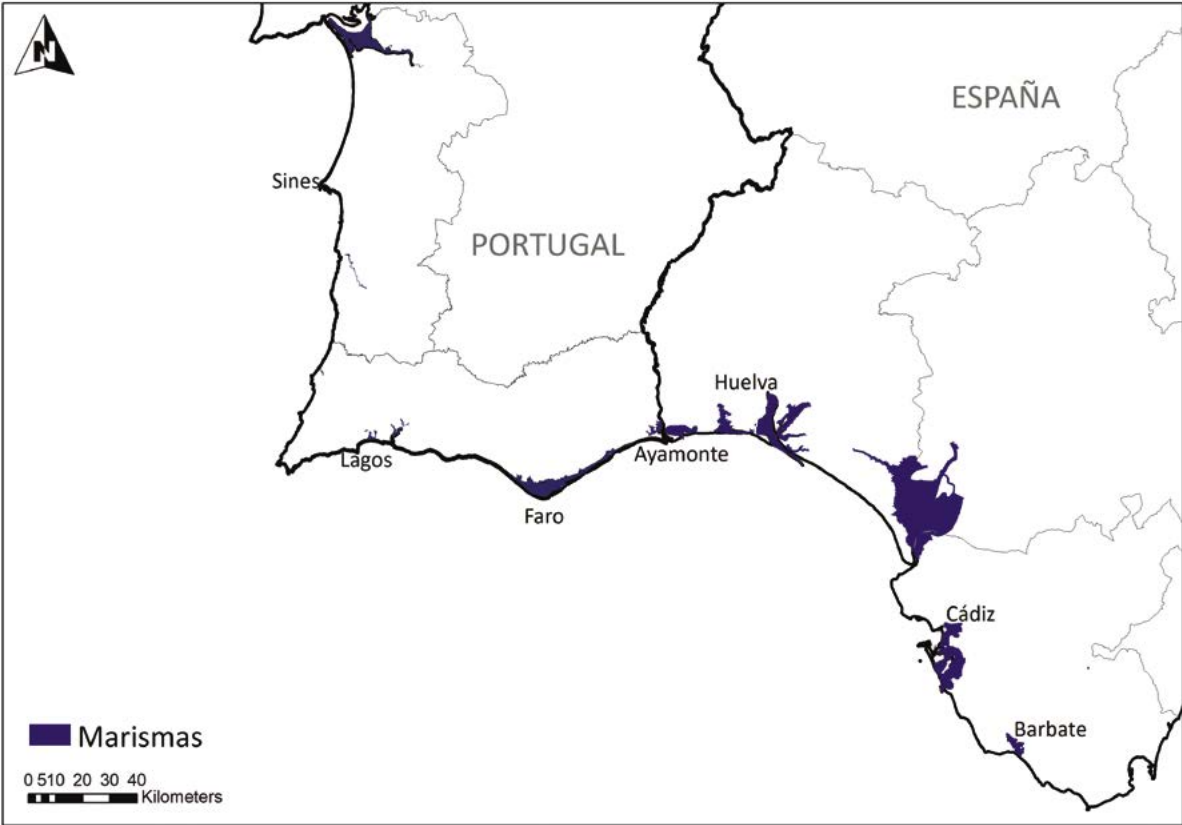 N
ESPAÑA
Sines
PORTUGAL
Huelva
Lagos
Ayamonte
Faro
Cádiz
Barbate
Marismas
0 510 20 30 40
Kilometers